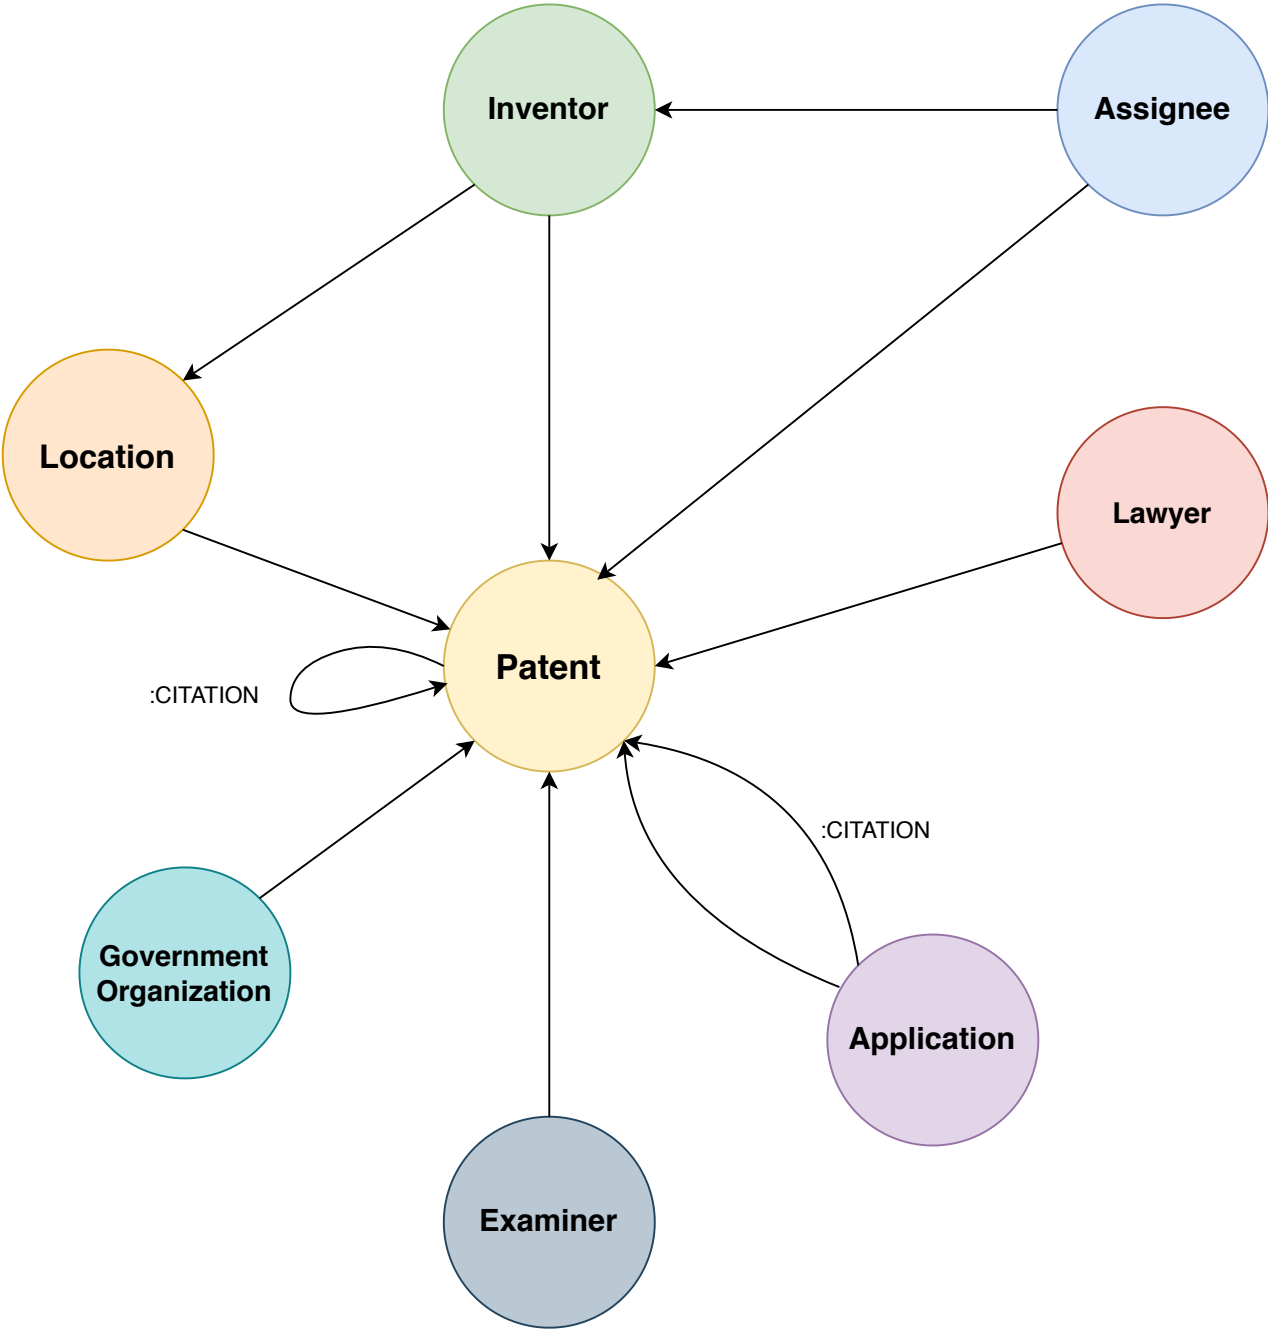 Inventor
Assignee
Location
Lawyer
Patent
:CITATION
:CITATION
Government
Organization
Application
Examiner